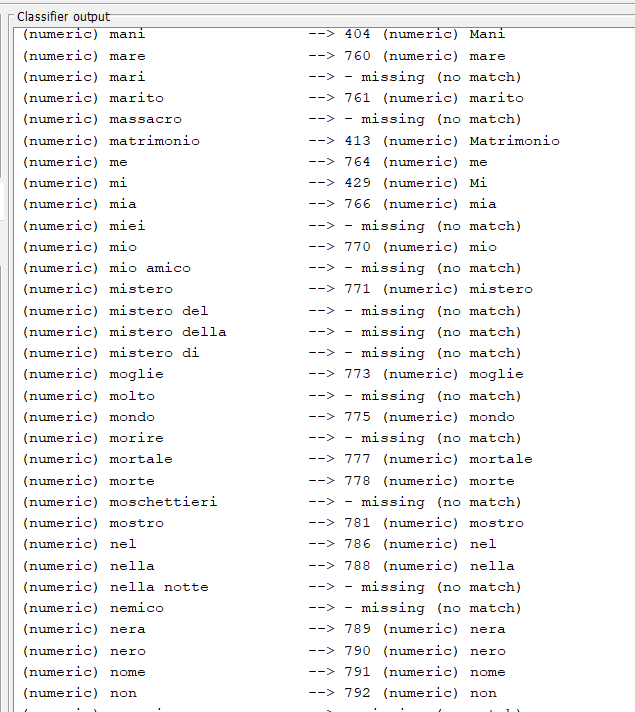 Classifier output
(numeric) mani --> 404 (numeric) Mani
(numeric) mare --> 760 (numeric) mare
(numeric) mari --> - missing (no match)
(numeric) marito --> 761 (numeric) marito
(numeric) massacro --> - missing (no match)
(numeric) matrimonio --> 413 (numeric) Matrimonio
(numeric) me --> 764 (numeric) me
(numeric) mi --> 429 (numeric) Mi
(numeric) mia --> 766 (numeric) mia
(numeric) miei --> - missing (no match)
(numeric) mio --> 770 (numeric) mio
(numeric) mio amico --> - missing (no match)
(numeric) mistero --> 771 (numeric) mistero
(numeric) mistero del --> - missing (no match)
(numeric) mistero della --> - missing (no match)
(numeric) mistero di --> - missing (no match)
(numeric) moglie --> 773 (numeric) moglie
(numeric) molto --> - missing (no match)
(numeric) mondo --> 775 (numeric) mondo
(numeric) morire --> - missing (no match)
(numeric) mortale --> 777 (numeric) mortale
(numeric) morte --> 778 (numeric) morte
(numeric) moschettieri --> - missing (no match)
(numeric) mostro --> 781 (numeric) mostro
(numeric) nel --> 786 (numeric) nel
(numeric) nella --> 788 (numeric) nella
(numeric) nella notte --> - missing (no match)
(numeric) nemico --> - missing (no match)
(numeric) nera --> 789 (numeric) nera
(numeric) nero --> 790 (numeric) nero
(numeric) nome --> 791 (numeric) nome
(numeric) non --> 792 (numeric) non